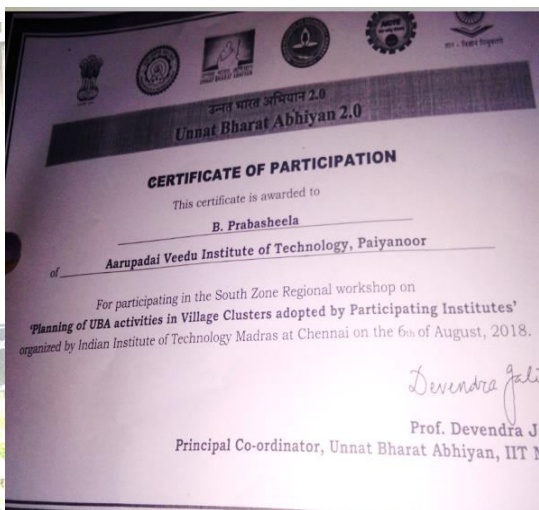 उन्नत भारत अभियान 2.0
Unnat Bharat Abhiyan 2.0
CERTIFICATE OF PARTICIPATION
This certificate is awarded to
B. Prabasheela
of Aarupadai Veedu Institute of Technology, Paiyanoor
For participating in the South Zone Regional workshop on
'Planning of UBA activities in Village Clusters adopted by Participating Institutes'
organized by Indian Institute of Technology Madras at Chennai on the 6th of August, 2018.
Devendra Jali
Prof. Devendra J
Principal Co-ordinator, Unnat Bharat Abhiyan, IIT